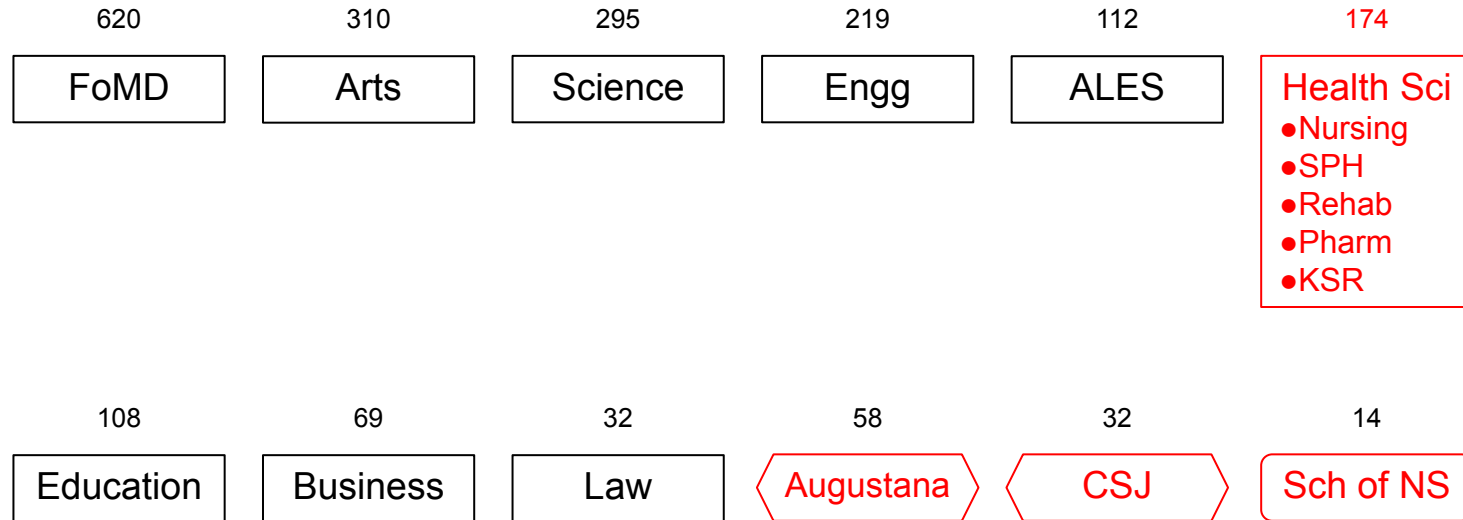 620 310 295 219 112 174
FoMD Arts Science Engg ALES Health Sci
●Nursing
●SPH
●Rehab
●Pharm
●KSR
108 69 32 58 32 14
Education Business Law Augustana CSJ Sch of NS